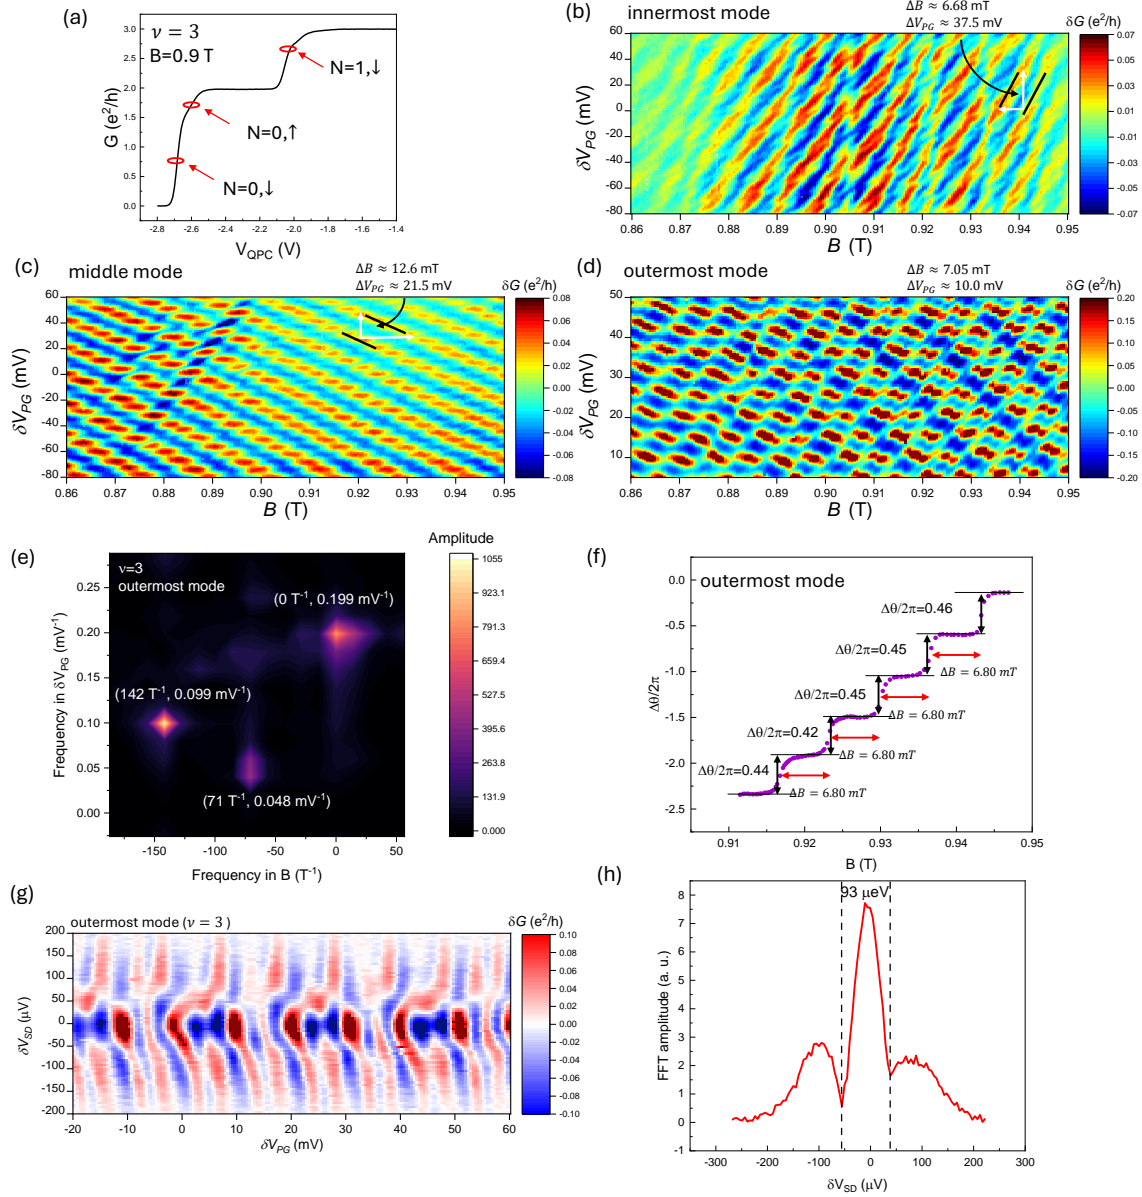 (a)
ν = 3
B=0.9 T
N=1,↓
N=0,↑
N=0,↓
G (e²/h)
3.0
2.5
2.0
1.5
1.0
0.5
0.0
-2.8 -2.6 -2.4 -2.2 -2.0 -1.8 -1.6 -1.4
V_QPC (V)
(b) innermost mode
ΔB ≈ 6.68 mT
ΔV_PG ≈ 37.5 mV
δG (e²/h)
δV_PG (mV)
60
40
20
0
-20
-40
-60
-80
0.86 0.87 0.88 0.89 0.90 0.91 0.92 0.93 0.94 0.95
B (T)
0.07
0.05
0.03
0.02
0.00
-0.02
-0.03
-0.05
-0.07
(c) middle mode
ΔB ≈ 12.6 mT
ΔV_PG ≈ 21.5 mV
δG (e²/h)
δV_PG (mV)
60
40
20
0
-20
-40
-60
-80
0.86 0.87 0.88 0.89 0.90 0.91 0.92 0.93 0.94 0.95
B (T)
0.08
0.06
0.04
0.02
0.00
-0.02
-0.04
-0.06
-0.08
(d) outermost mode
ΔB ≈ 7.05 mT
ΔV_PG ≈ 10.0 mV
δG (e²/h)
δV_PG (mV)
50
40
30
20
10
0.86 0.87 0.88 0.89 0.90 0.91 0.92 0.93 0.94 0.95
B (T)
0.20
0.15
0.10
0.05
0.00
-0.05
-0.10
-0.15
-0.20
(e)
Amplitude
ν=3
outermost mode
(0 T⁻¹, 0.199 mV⁻¹)
(142 T⁻¹, 0.099 mV⁻¹)
(71 T⁻¹, 0.048 mV⁻¹)
Frequency in δV_PG (mV⁻¹)
0.25
0.20
0.15
0.10
0.05
0.00
-150 -100 -50 0 50
Frequency in B (T⁻¹)
1055
923.1
791.3
659.4
527.5
395.6
263.8
131.9
0.000
(f)
outermost mode
Δθ/2π=0.46
Δθ/2π=0.45
ΔB = 6.80 mT
Δθ/2π=0.45
ΔB = 6.80 mT
Δθ/2π=0.42
ΔB = 6.80 mT
Δθ/2π=0.44
ΔB = 6.80 mT
Δθ/2π
0.0
-0.5
-1.0
-1.5
-2.0
-2.5
0.91 0.92 0.93 0.94 0.95
B (T)
(g)
outermost mode (ν = 3 )
δG (e²/h)
δV_SD (μV)
200
150
100
50
0
-50
-100
-150
-200
-20 -10 0 10 20 30 40 50 60
δV_PG (mV)
0.10
0.08
0.06
0.04
0.02
0.00
-0.02
-0.04
-0.06
-0.08
-0.10
(h)
93 μeV
FFT amplitude (a. u.)
8
7
6
5
4
3
2
1
0
-1
-300 -200 -100 0 100 200 300
δV_SD (μV)